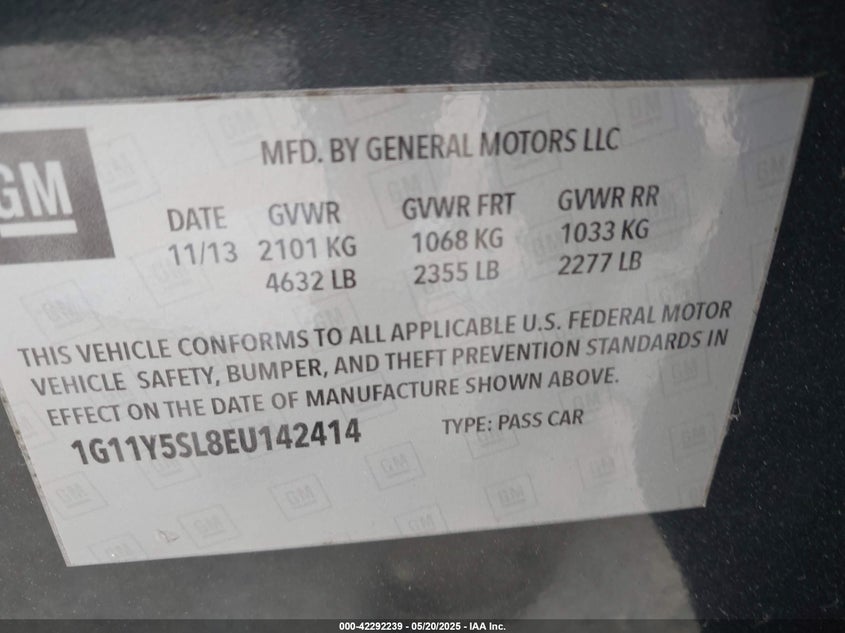 GM
MFD. BY GENERAL MOTORS LLC
DATE GVWR GVWR FRT GVWR RR
11/13 2101 KG 1068 KG 1033 KG
4632 LB 2355 LB 2277 LB
THIS VEHICLE CONFORMS TO ALL APPLICABLE U.S. FEDERAL MOTOR
VEHICLE SAFETY, BUMPER, AND THEFT PREVENTION STANDARDS IN
EFFECT ON THE DATE OF MANUFACTURE SHOWN ABOVE.
1G11Y5SL8EU142414 TYPE: PASS CAR
000-42292239 - 05/20/2025 - IAA Inc.